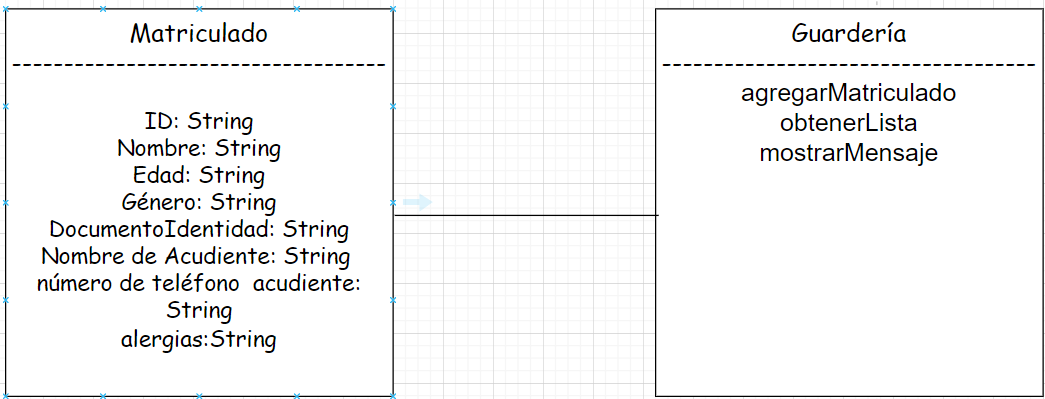 Matriculado
ID: String
Nombre: String
Edad: String
Género: String
DocumentoIdentidad: String
Nombre de Acudiente: String
número de teléfono acudiente:
String
alergias:String
Guardería
agregarMatriculado
obtenerLista
mostrarMensaje